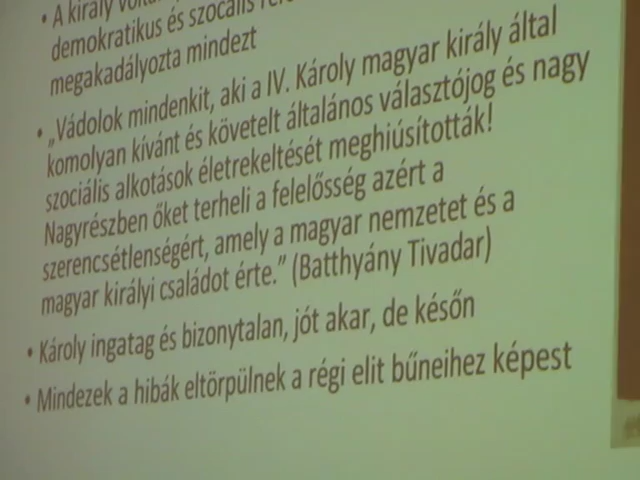 • A király
demokratikus és szociális
megakadályozta mindezt
• „Vádolok mindenkit, aki a IV. Károly magyar király által
komolyan kívánt és követelt általános választójog és nagy
szociális alkotások életrekeltését meghiúsították!
Nagyrészben őket terheli a felelősség azért a
szerencsétlenségért, amely a magyar nemzetet és a
magyar királyi családot érte.” (Batthyány Tivadar)
• Károly ingatag és bizonytalan, jót akar, de későn
• Mindezek a hibák eltörpülnek a régi elit bűneihez képest